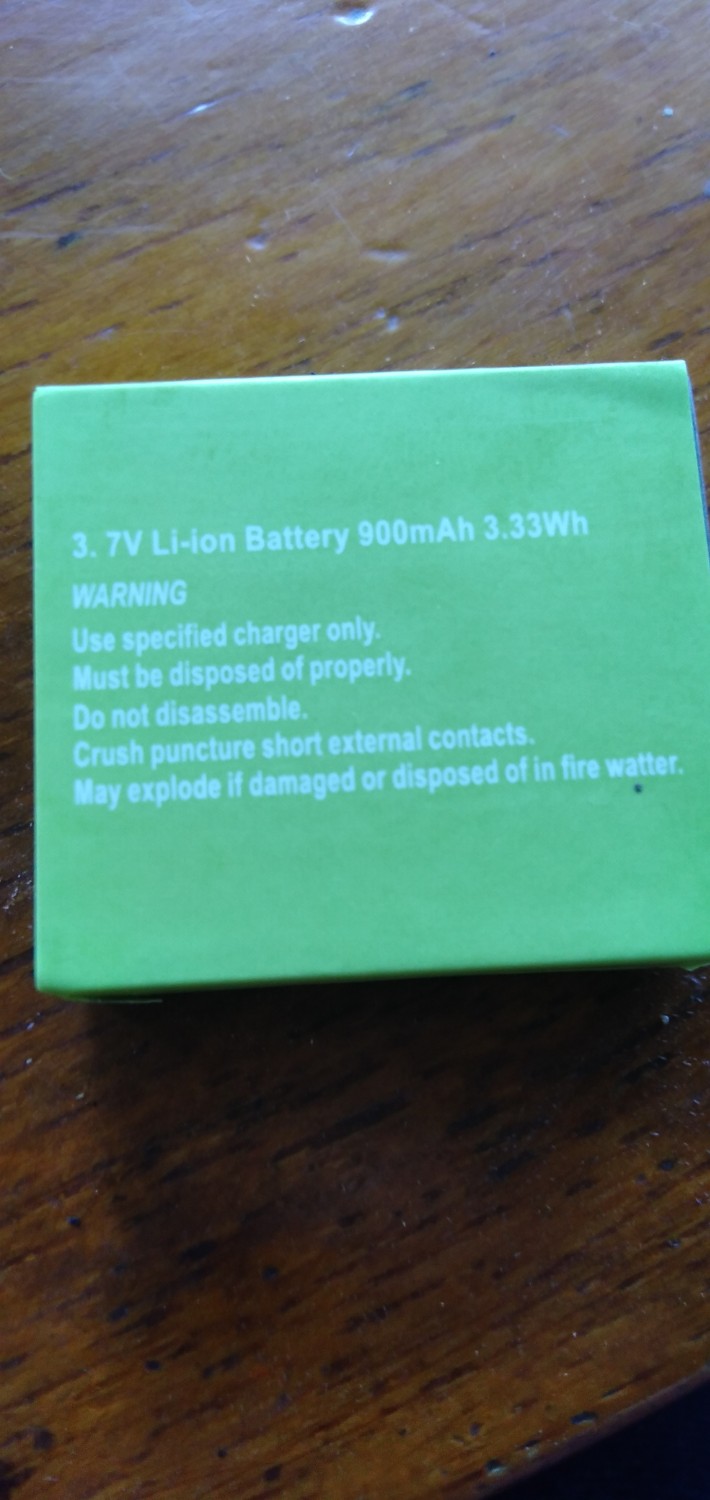 3. 7V Li-ion Battery 900mAh 3.33Wh
WARNING
Use specified charger only.
Must be disposed of properly.
Do not disassemble.
Crush puncture short external contacts.
May explode if damaged or disposed of in fire watter.